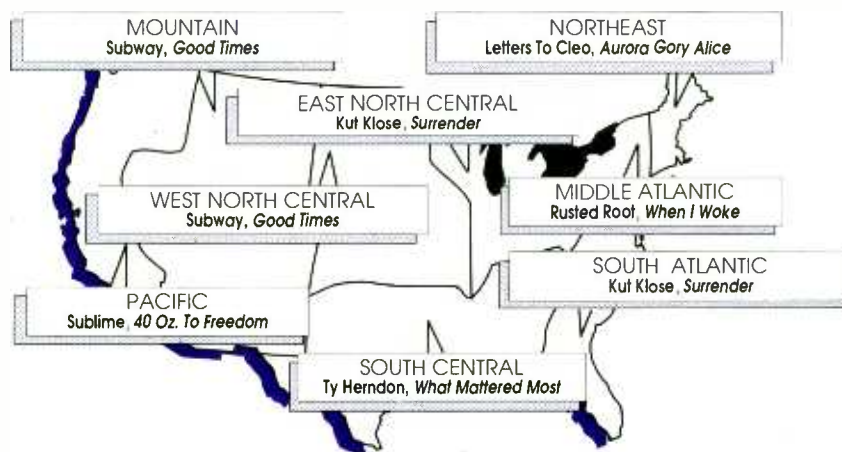 MOUNTAIN
Subway, Good Times
NORTHEAST
Letters To Cleo, Aurora Gory Alice
EAST NORTH CENTRAL
Kut Klose, Surrender
WEST NORTH CENTRAL
Subway, Good Times
MIDDLE ATLANTIC
Rusted Root, When I Woke
SOUTH ATLANTIC
Kut Klose, Surrender
PACIFIC
Sublime, 40 Oz. To Freedom
SOUTH CENTRAL
Ty Herndon, What Mattered Most